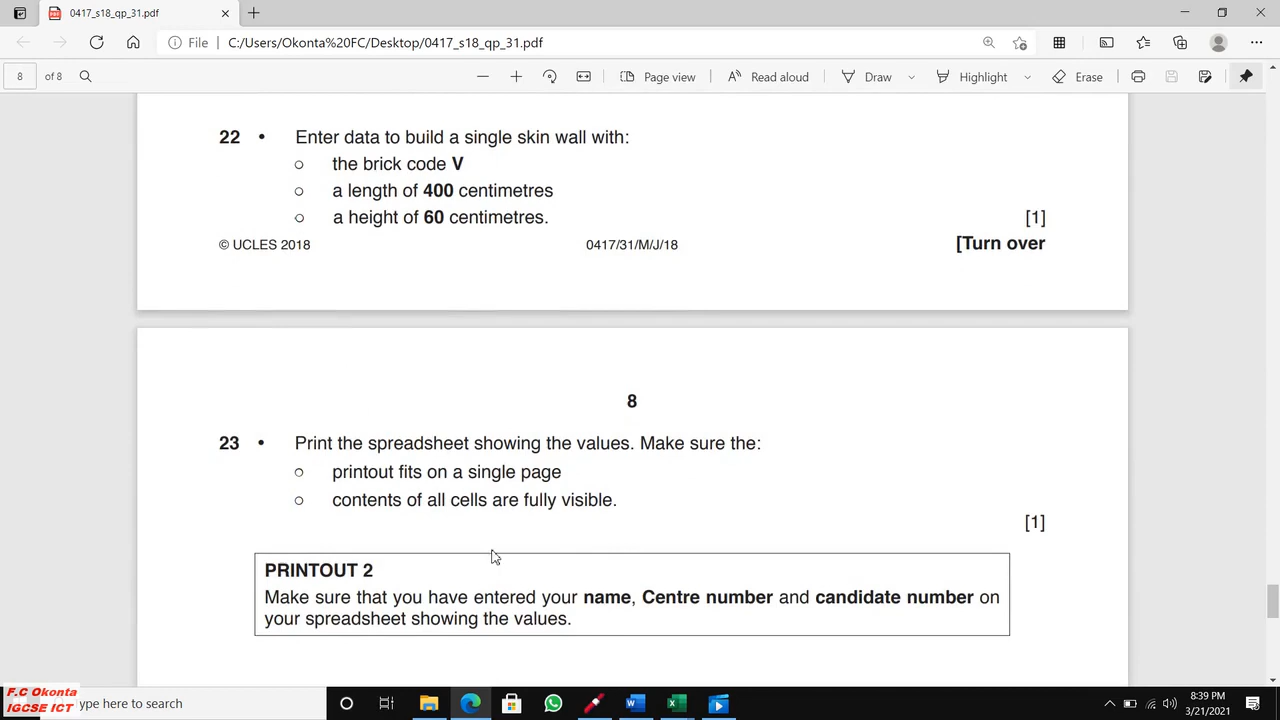 0417_s18_qp_31.pdf
File
C:/Users/Okonta%20FC/Desktop/0417_s18_qp_31.pdf
8
of 8
Page view
Read aloud
Draw
Highlight
Erase
22 • Enter data to build a single skin wall with:
○ the brick code V
○ a length of 400 centimetres
○ a height of 60 centimetres. [1]
© UCLES 2018 0417/31/M/J/18 [Turn over
8
23 • Print the spreadsheet showing the values. Make sure the:
○ printout fits on a single page
○ contents of all cells are fully visible.
[1]
PRINTOUT 2
Make sure that you have entered your name, Centre number and candidate number on
your spreadsheet showing the values.
F.C Okonta
IGCSE ICT
ype here to search
8:39 PM
3/21/2021